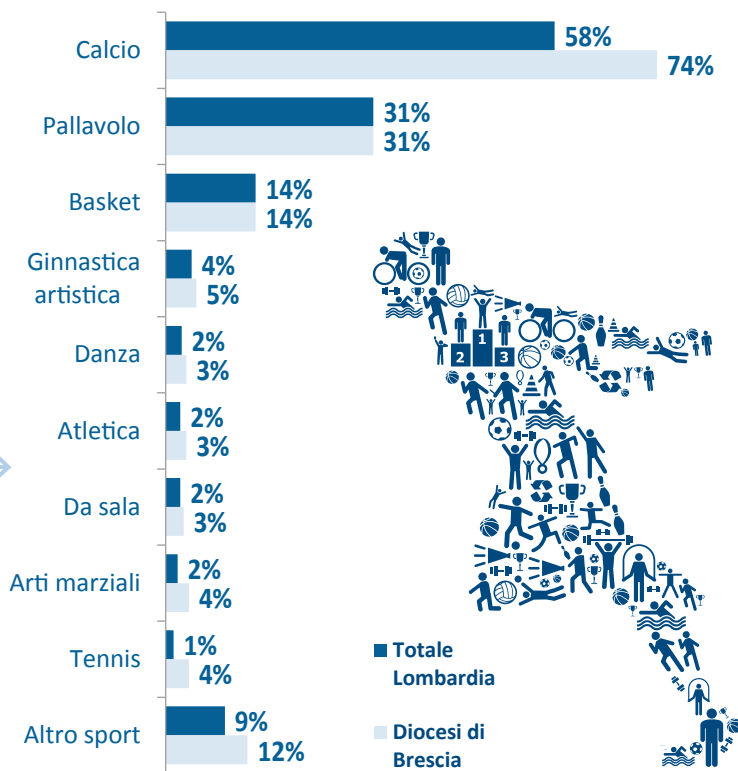 Calcio
58%
74%
Pallavolo
31%
31%
Basket
14%
14%
Ginnastica
artistica
4%
5%
Danza
2%
3%
Atletica
2%
3%
Da sala
2%
3%
Arti marziali
2%
4%
Tennis
1%
4%
Altro sport
9%
12%
1
2
3
Totale
Lombardia
Diocesi di
Brescia